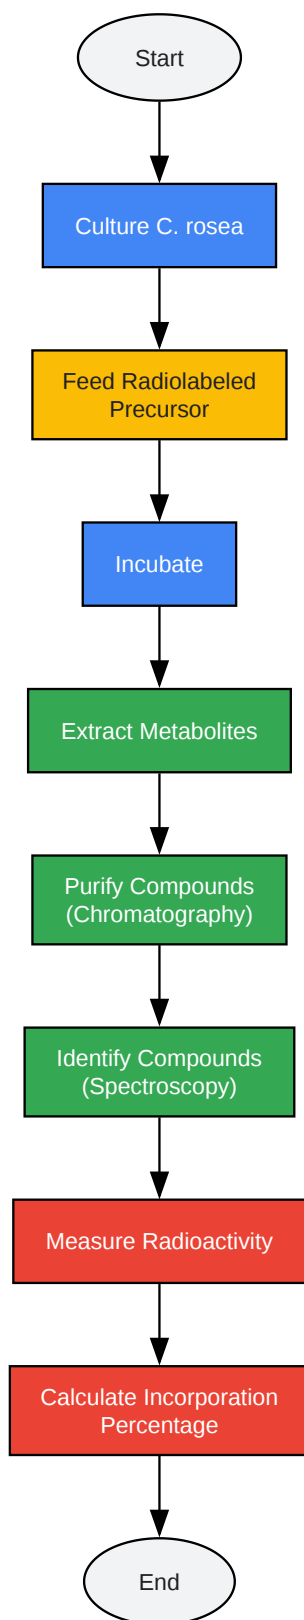 Start
Culture C. rosea
Feed Radiolabeled
Precursor
Incubate
Extract Metabolites
Purify Compounds
(Chromatography)
Identify Compounds
(Spectroscopy)
Measure Radioactivity
Calculate Incorporation
Percentage
End